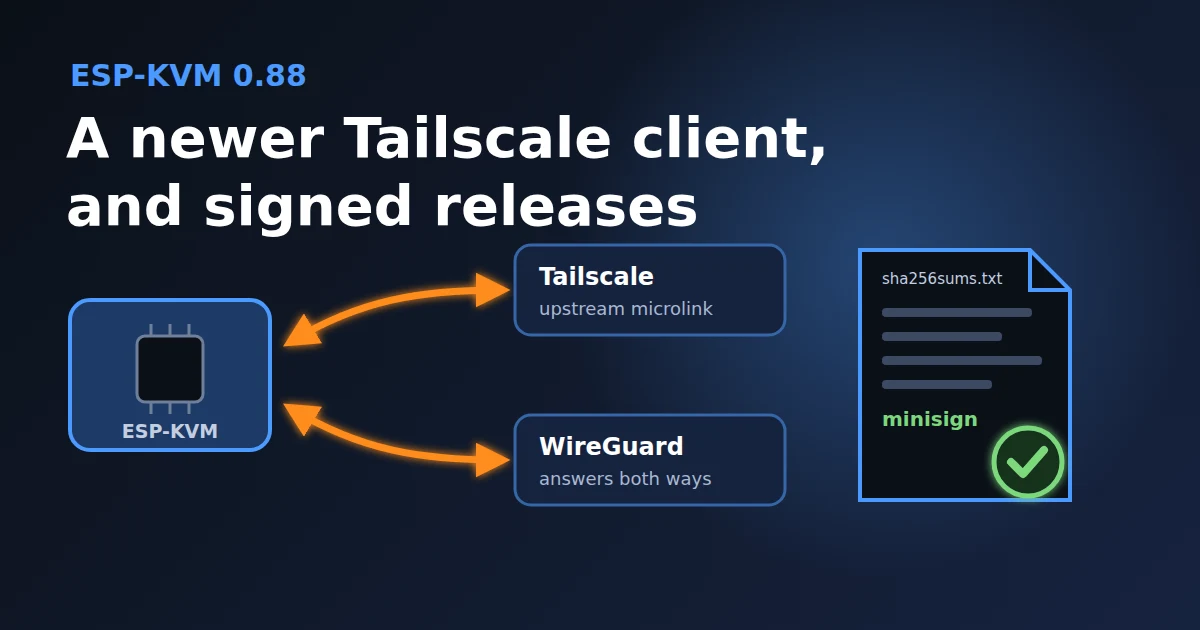 ESP-KVM 0.88
A newer Tailscale client,
and signed releases
ESP-KVM
Tailscale
upstream microlink
WireGuard
answers both ways
sha256sums.txt
minisign